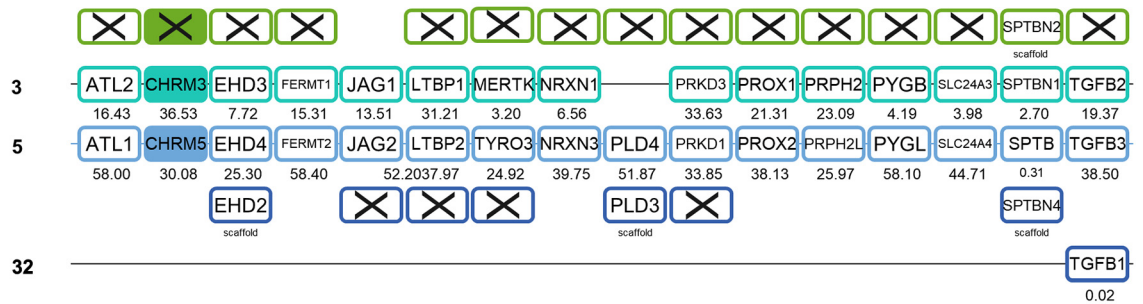 SPTBN2
scaffold
3 ATL2 CHRM3 EHD3 FERMT1 JAG1 LTBP1 MERTK NRXN1 PRKD3 PROX1 PRPH2 PYGB SLC24A3 SPTBN1 TGFB2
16.43 36.53 7.72 15.31 13.51 31.21 3.20 6.56 33.63 21.31 23.09 4.19 3.98 2.70 19.37
5 ATL1 CHRM5 EHD4 FERMT2 JAG2 LTBP2 TYRO3 NRXN3 PLD4 PRKD1 PROX2 PRPH2L PYGL SLC24A4 SPTB TGFB3
58.00 30.08 25.30 58.40 52.20 37.97 24.92 39.75 51.87 33.85 38.13 25.97 58.10 44.71 0.31 38.50
EHD2 PLD3 SPTBN4
scaffold scaffold scaffold
32 TGFB1
0.02